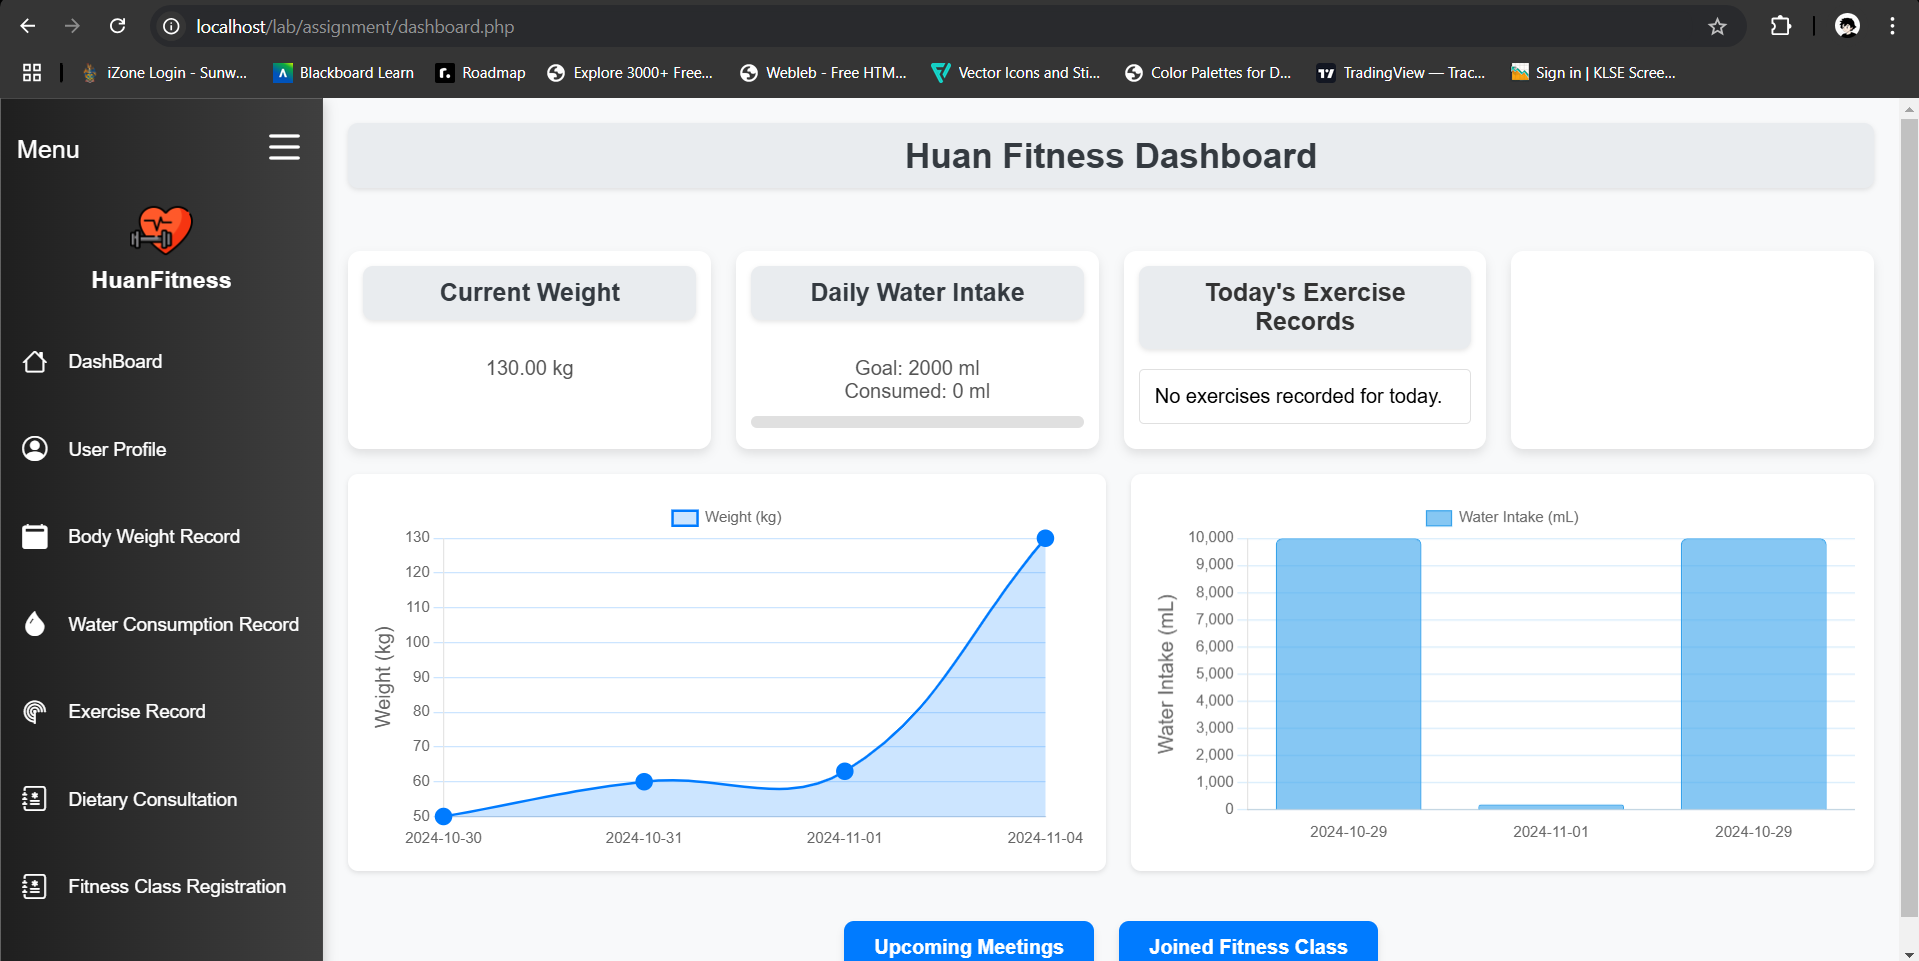 localhost/lab/assignment/dashboard.php
iZone Login - Sunw...
Blackboard Learn
Roadmap
Explore 3000+ Free...
Webleb - Free HTM...
Vector Icons and Sti...
Color Palettes for D...
TradingView — Trac...
Sign in | KLSE Scree...
Menu
HuanFitness
DashBoard
User Profile
Body Weight Record
Water Consumption Record
Exercise Record
Dietary Consultation
Fitness Class Registration
Huan Fitness Dashboard
Current Weight
130.00 kg
Daily Water Intake
Goal: 2000 ml
Consumed: 0 ml
Today's Exercise
Records
No exercises recorded for today.
Weight (kg)
130
120
110
100
90
80
70
60
50
Weight (kg)
2024-10-30
2024-10-31
2024-11-01
2024-11-04
Water Intake (mL)
10,000
9,000
8,000
7,000
6,000
5,000
4,000
3,000
2,000
1,000
0
Water Intake (mL)
2024-10-29
2024-11-01
2024-10-29
Upcoming Meetings
Joined Fitness Class